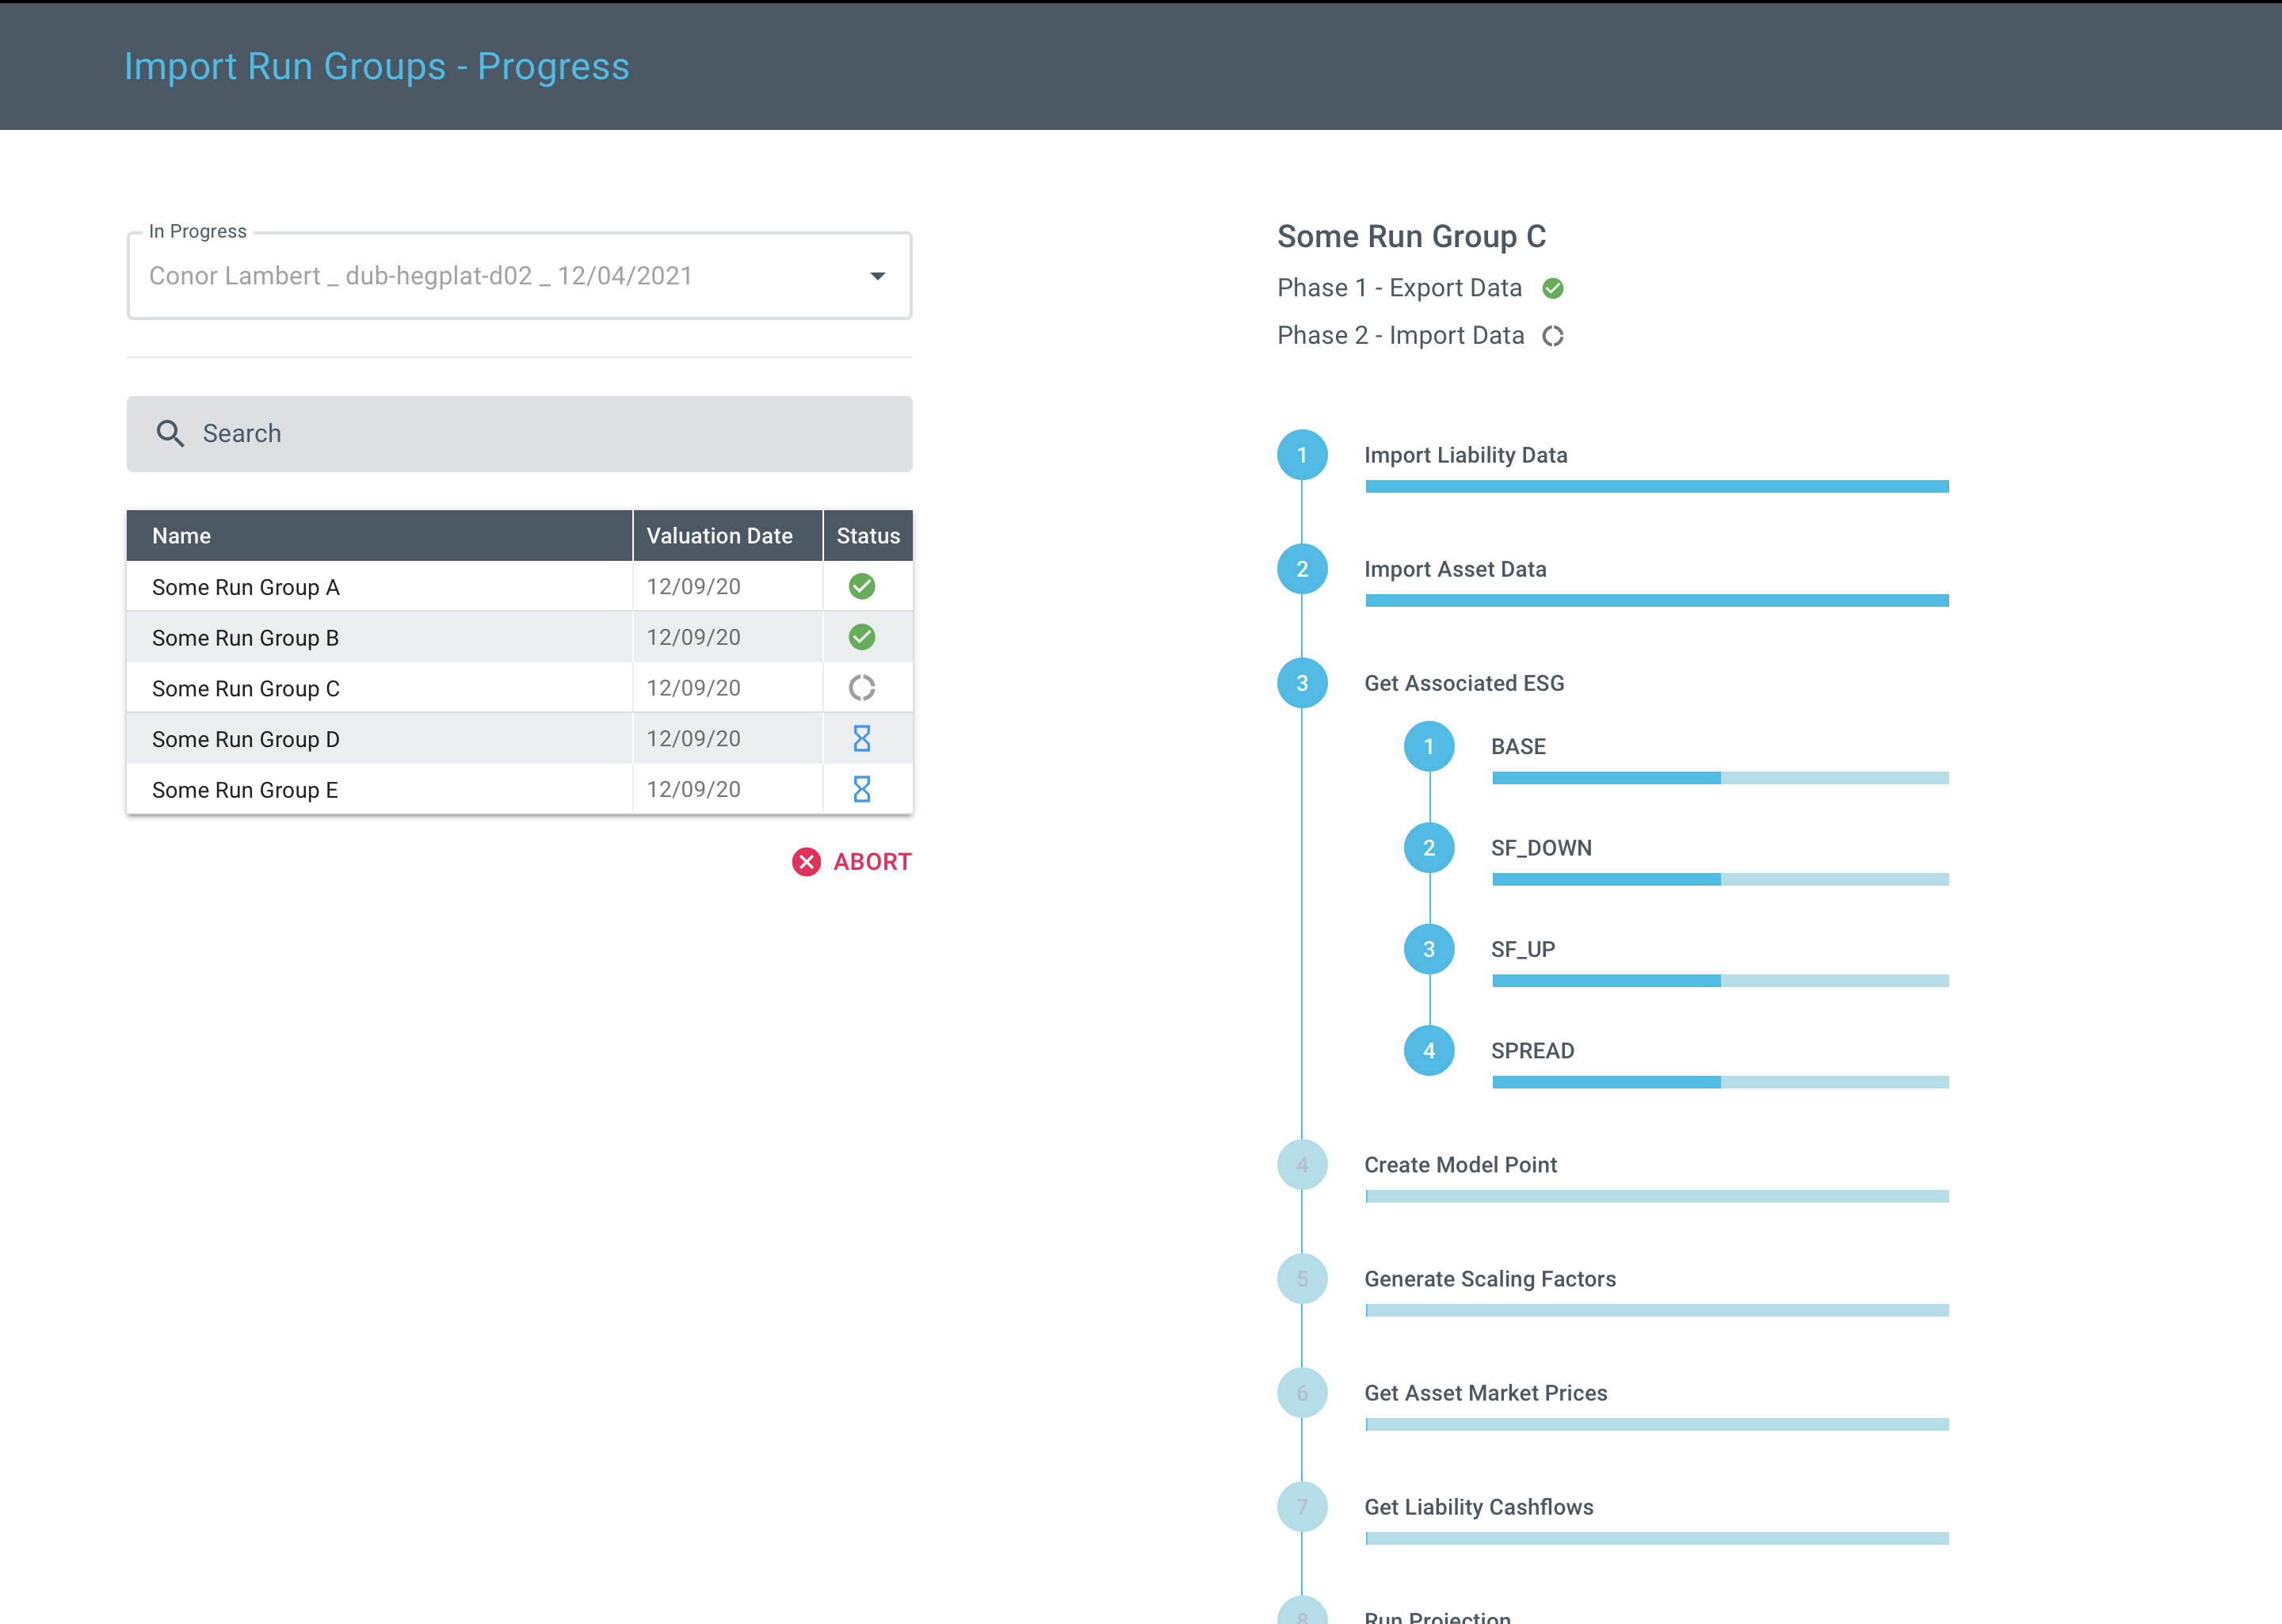 Import Run Groups - Progress
In Progress
Conor Lambert _ dub-hegplat-d02 _ 12/04/2021
Search
Name Valuation Date Status
Some Run Group A 12/09/20
Some Run Group B 12/09/20
Some Run Group C 12/09/20
Some Run Group D 12/09/20
Some Run Group E 12/09/20
ABORT
Some Run Group C
Phase 1 - Export Data
Phase 2 - Import Data
1 Import Liability Data
2 Import Asset Data
3 Get Associated ESG
1 BASE
2 SF_DOWN
3 SF_UP
4 SPREAD
4 Create Model Point
5 Generate Scaling Factors
6 Get Asset Market Prices
7 Get Liability Cashflows
8 Run Projection